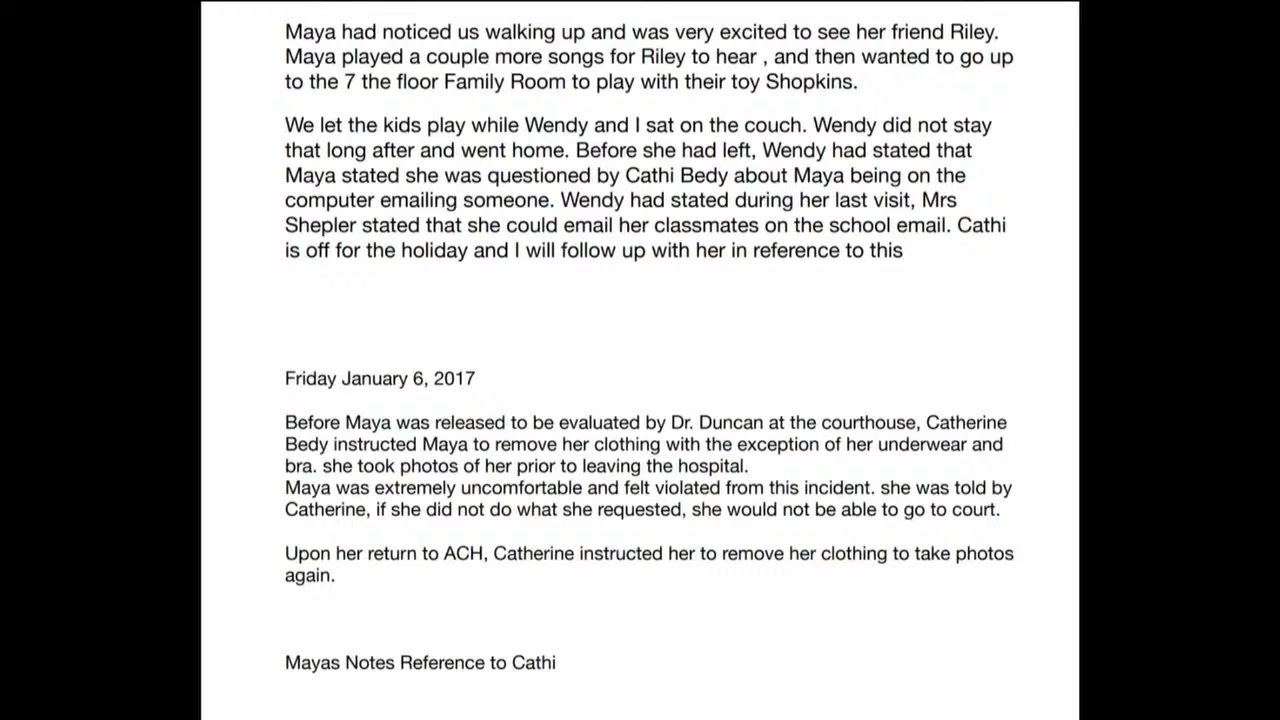 Maya had noticed us walking up and was very excited to see her friend Riley.
Maya played a couple more songs for Riley to hear , and then wanted to go up
to the 7 the floor Family Room to play with their toy Shopkins.
We let the kids play while Wendy and I sat on the couch. Wendy did not stay
that long after and went home. Before she had left, Wendy had stated that
Maya stated she was questioned by Cathi Bedy about Maya being on the
computer emailing someone. Wendy had stated during her last visit, Mrs
Shepler stated that she could email her classmates on the school email. Cathi
is off for the holiday and I will follow up with her in reference to this
Friday January 6, 2017
Before Maya was released to be evaluated by Dr. Duncan at the courthouse, Catherine
Bedy instructed Maya to remove her clothing with the exception of her underwear and
bra. she took photos of her prior to leaving the hospital.
Maya was extremely uncomfortable and felt violated from this incident. she was told by
Catherine, if she did not do what she requested, she would not be able to go to court.
Upon her return to ACH, Catherine instructed her to remove her clothing to take photos
again.
Mayas Notes Reference to Cathi